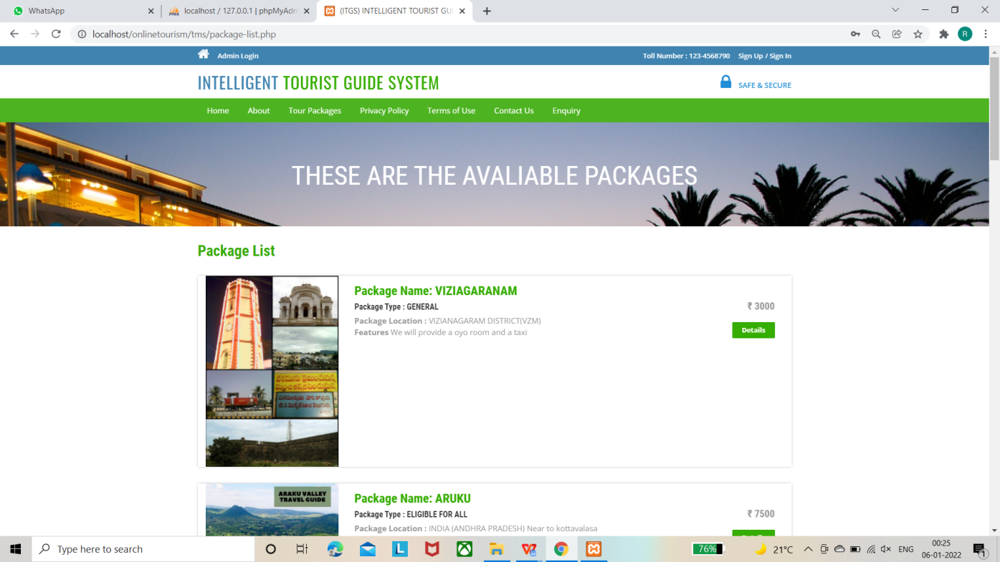 WhatsApp
localhost / 127.0.0.1 | phpMyAdm
(ITGS) INTELLIGENT TOURIST GUI
localhost/onlinetourism/tms/package-list.php
R
Admin Login
Toll Number : 123-4568790 Sign Up / Sign In
INTELLIGENT TOURIST GUIDE SYSTEM
SAFE & SECURE
Home About Tour Packages Privacy Policy Terms of Use Contact Us Enquiry
THESE ARE THE AVALIABLE PACKAGES
Package List
Package Name: VIZIAGARANAM
Package Type : GENERAL
₹ 3000
Package Location : VIZIANAGARAM DISTRICT(VZM)
Features We will provide a oyo room and a taxi
Details
ARAKU VALLEY
TRAVEL GUIDE
Package Name: ARUKU
Package Type : ELIGIBLE FOR ALL
₹ 7500
Package Location : INDIA (ANDHRA PRADESH) Near to kottavalasa
Type here to search
76%
21°C
ENG
00:25
06-01-2022
1